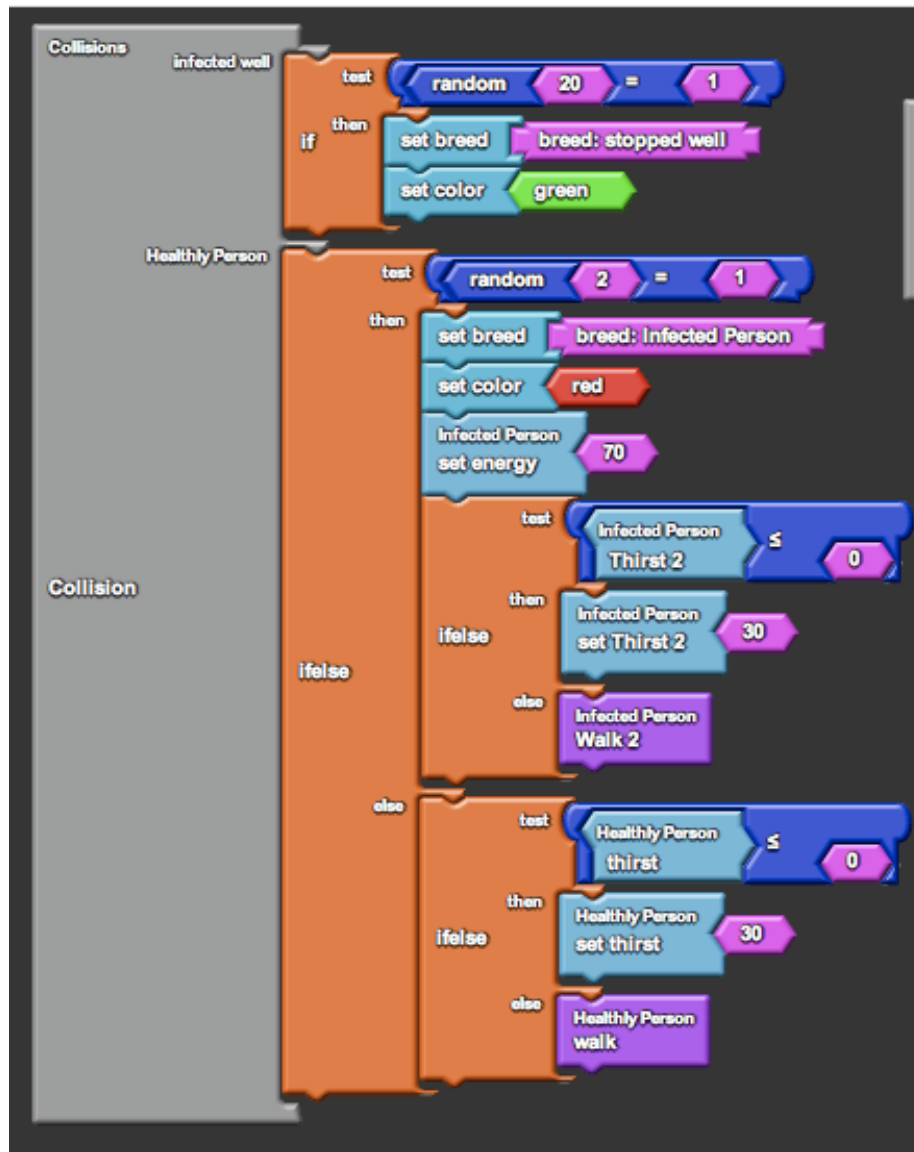 Collisions
infected well
test random 20 = 1
if then
set breed breed: stopped well
set color green
Healthly Person
test random 2 = 1
then
set breed breed: Infected Person
set color red
Infected Person
set energy 70
test Infected Person
Thirst 2 ≤ 0
Collision
then Infected Person
ifelse set Thirst 2 30
ifelse
else Infected Person
Walk 2
else
test Healthly Person
thirst ≤ 0
then Healthly Person
ifelse set thirst 30
else Healthly Person
walk